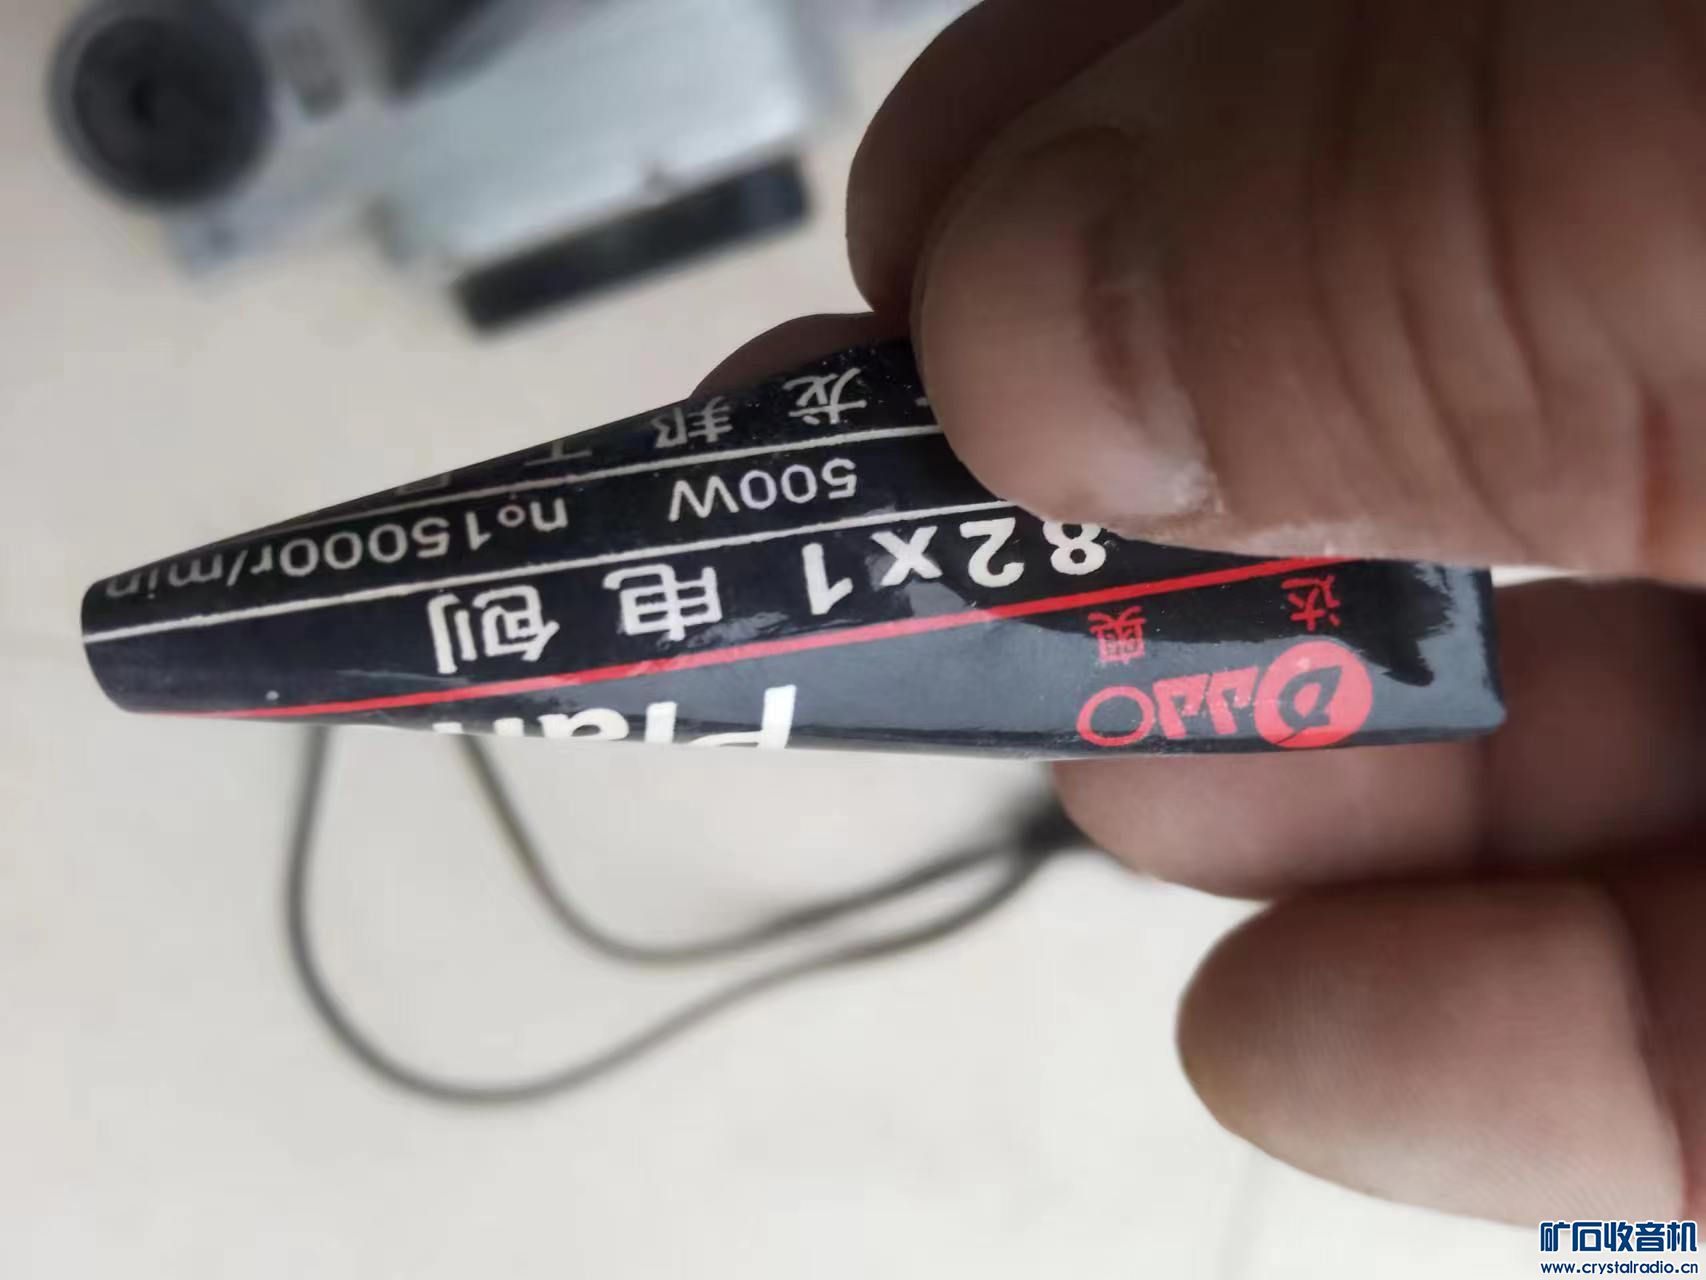 达奥
82x1 电刨
500W n₀15000r/min
龙邦工
矿石收音机
www.crystalradio.cn